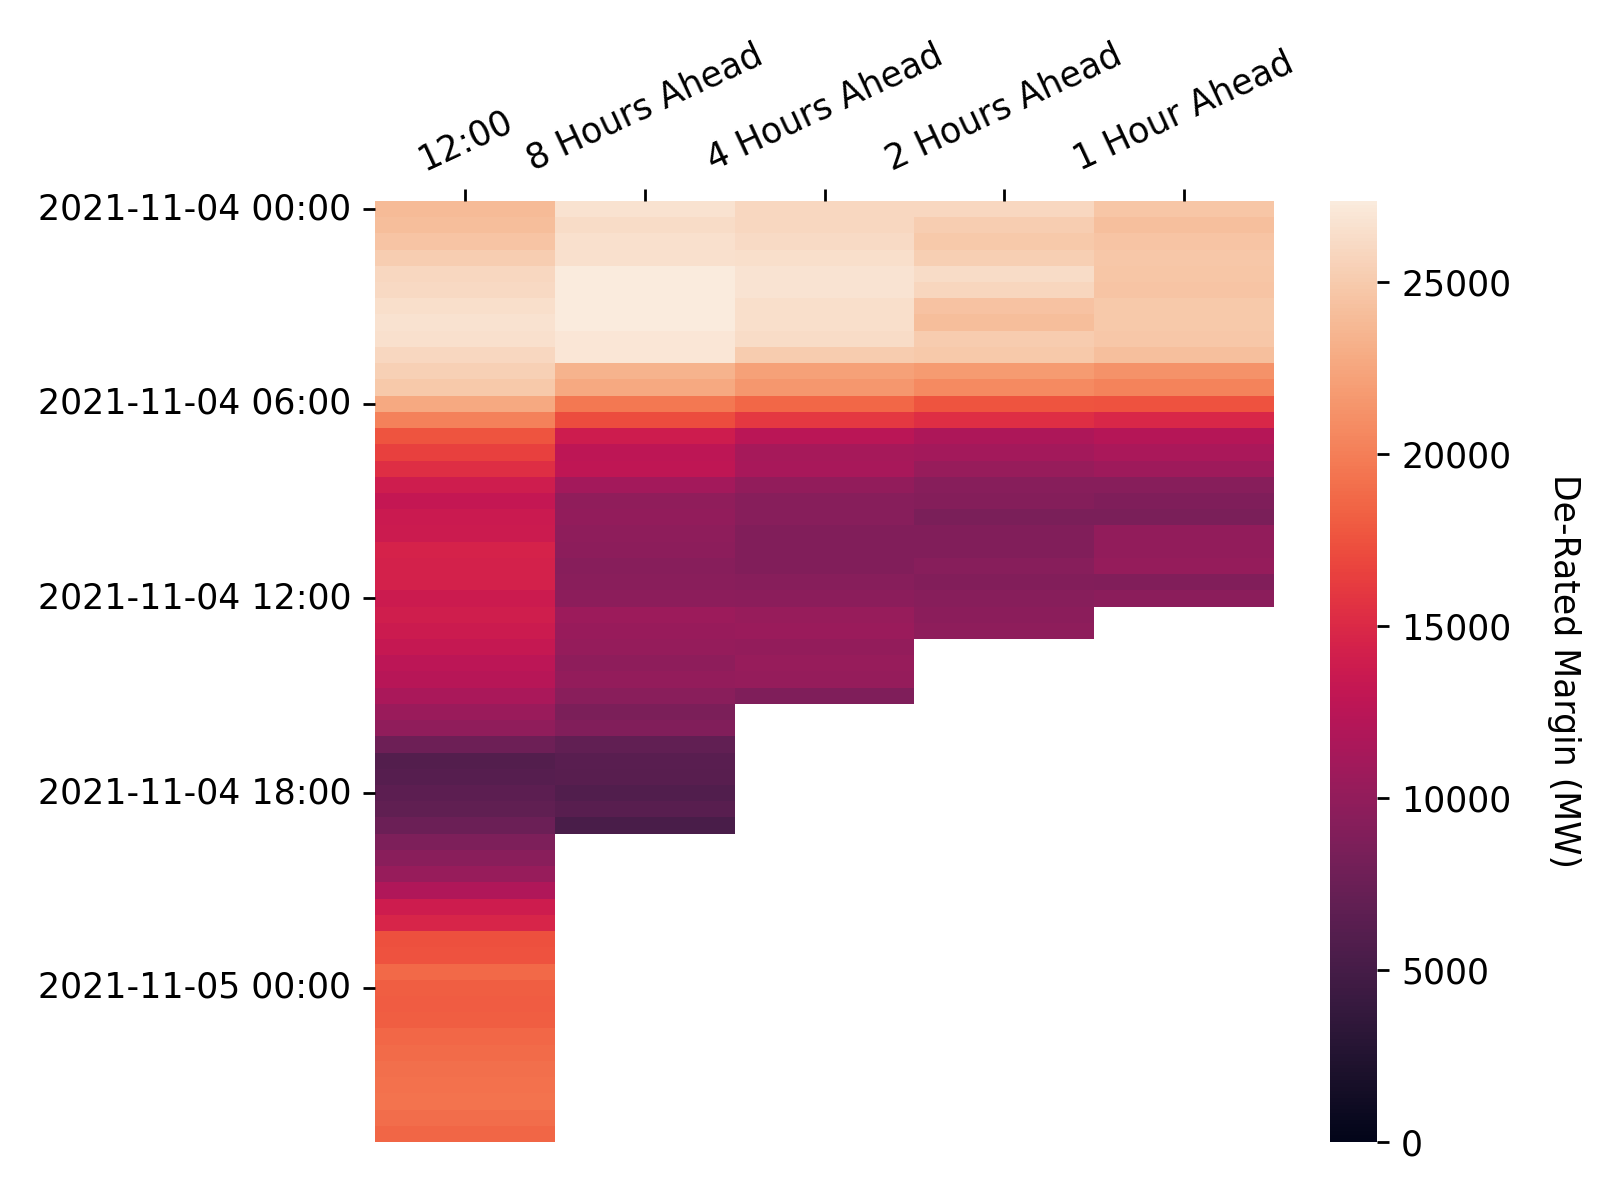 12:00
8 Hours Ahead
4 Hours Ahead
2 Hours Ahead
1 Hour Ahead
2021-11-04 00:00
2021-11-04 06:00
2021-11-04 12:00
2021-11-04 18:00
2021-11-05 00:00
25000
20000
15000
10000
5000
0
De-Rated Margin (MW)